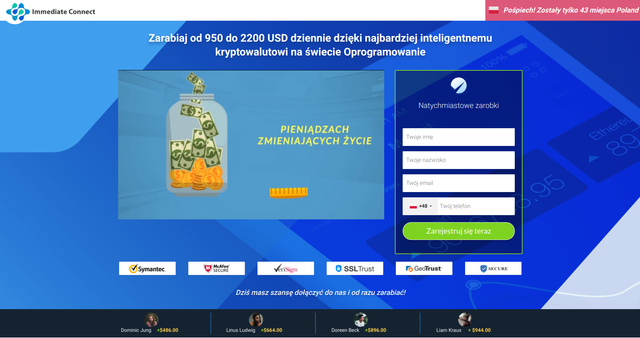 Immediate Connect
Pośpiech! Zostały tylko 43 miejsca Poland
Zarabiaj od 950 do 2200 USD dziennie dzięki najbardziej inteligentnemu
kryptowalutowi na świecie Oprogramowanie
PIENIĄDZACH
ZMIENIAJĄCYCH ŻYCIE
Natychmiastowe zarobki
Twoje imię
Twoje nazwisko
Twój email
+48 Twój telefon
Zarejestruj się teraz
Symantec.
McAfee SECURE
VeriSign
SSLTrust
GeoTrust
SECURE
Dziś masz szansę dołączyć do nas i od razu zarabiać!
Dominic Jung +$486.00
Linus Ludwig +$664.00
Doreen Beck +$896.00
Liam Kraus + $944.00